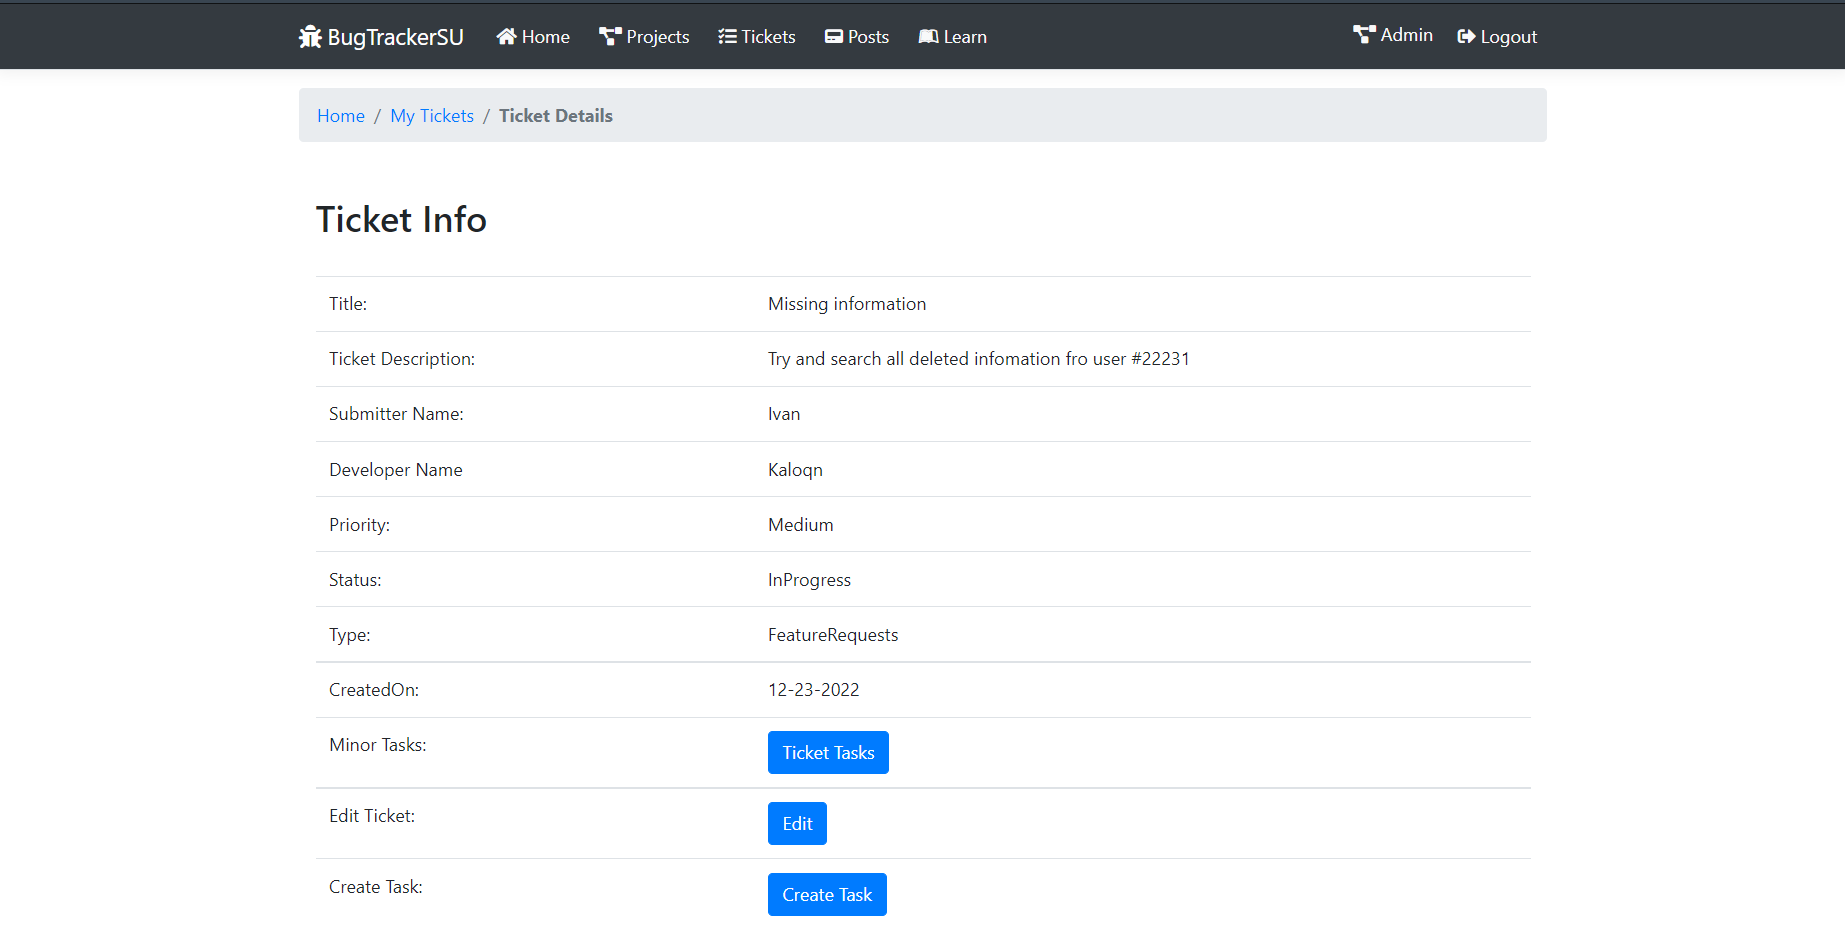 BugTrackerSU Home Projects Tickets Posts Learn Admin Logout
Home / My Tickets / Ticket Details
Ticket Info
Title: Missing information
Ticket Description: Try and search all deleted infomation fro user #22231
Submitter Name: Ivan
Developer Name Kaloqn
Priority: Medium
Status: InProgress
Type: FeatureRequests
CreatedOn: 12-23-2022
Minor Tasks: Ticket Tasks
Edit Ticket: Edit
Create Task: Create Task